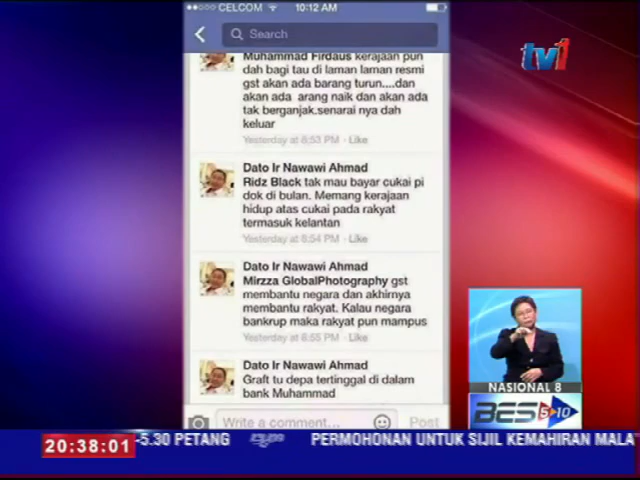 CELCOM 10:12 AM
Search
tv1
Muhammad Firdaus kerajaan pun
dah bagi tau di laman laman resmi
gst akan ada barang turun....dan
akan ada arang naik dan akan ada
tak berganjak.senarai nya dah
keluar
Yesterday at 8:53 PM · Like
Dato Ir Nawawi Ahmad
Ridz Black tak mau bayar cukai pi
dok di bulan. Memang kerajaan
hidup atas cukai pada rakyat
termasuk kelantan
Yesterday at 8:54 PM · Like
Dato Ir Nawawi Ahmad
Mirzza GlobalPhotography gst
membantu negara dan akhirnya
membantu rakyat. Kalau negara
bankrup maka rakyat pun mampus
Yesterday at 8:55 PM · Like
Dato Ir Nawawi Ahmad
Graft tu depa tertinggal di dalam
bank Muhammad
Write a comment... Post
NASIONAL 8
BES 5-10
20:38:01 -5.30 PETANG PERMOHONAN UNTUK SIJIL KEMAHIRAN MALA